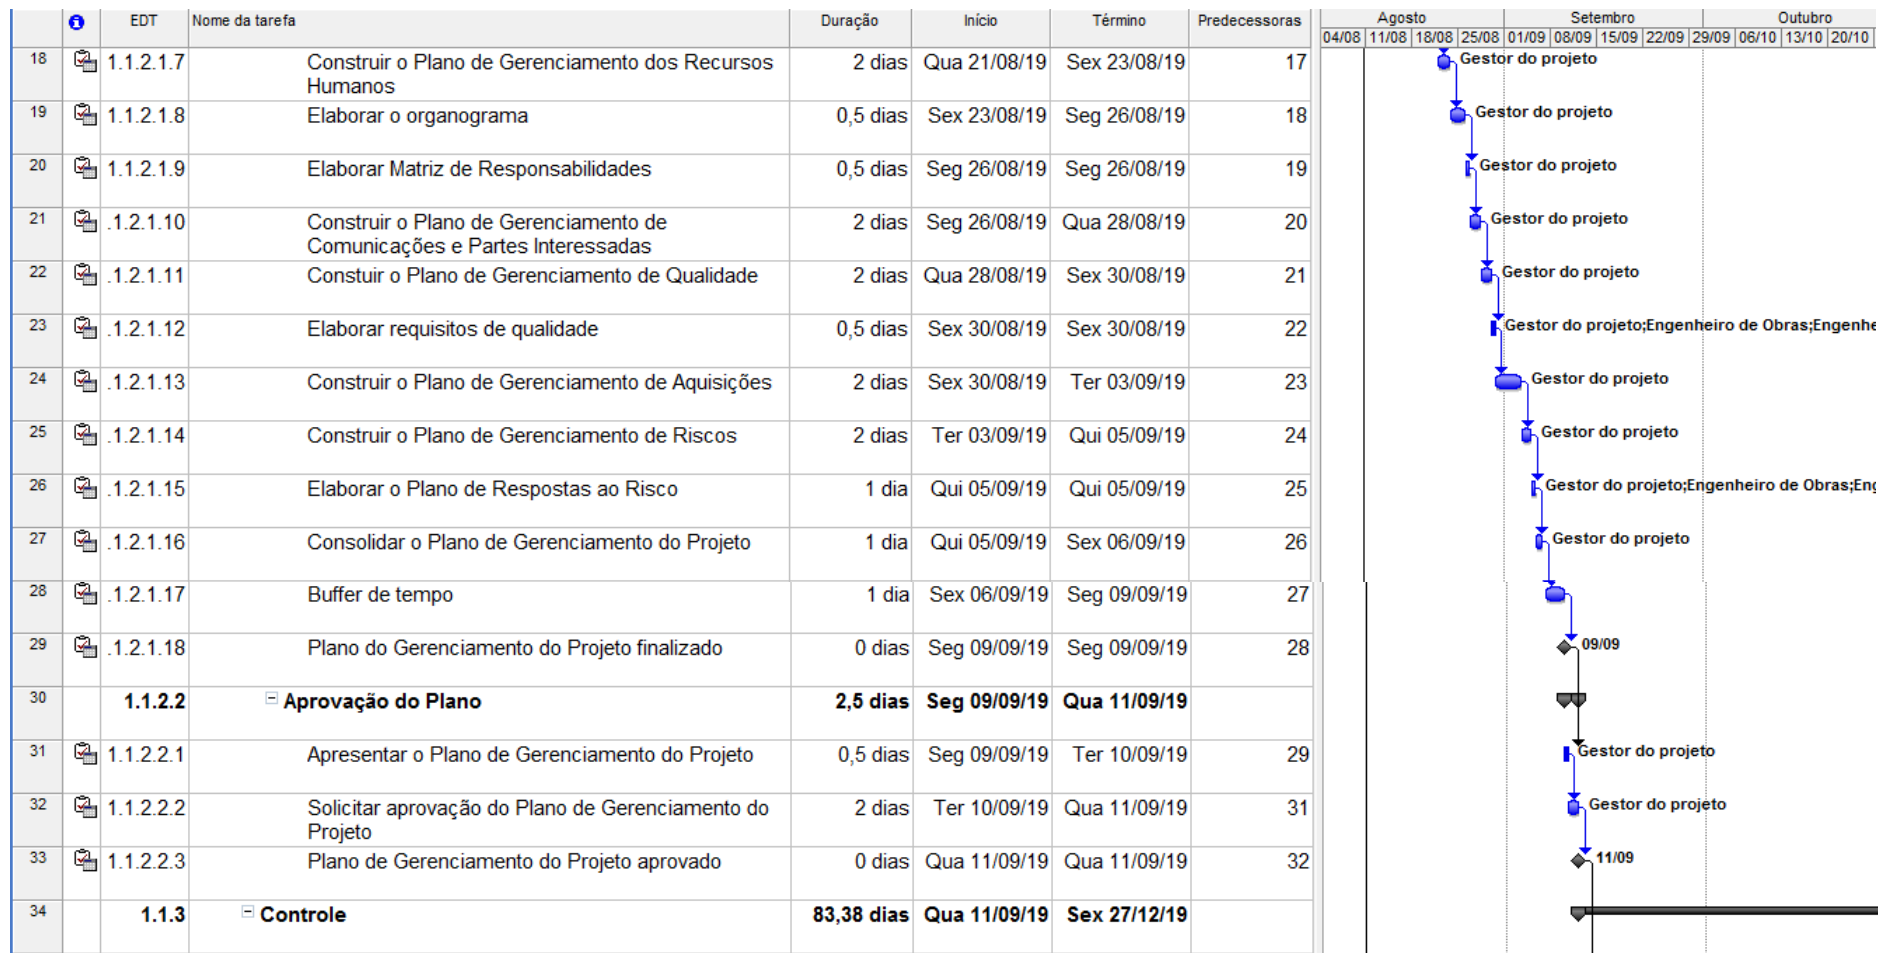 EDT Nome da tarefa Duração Início Término Predecessoras Agosto Setembro Outubro
04/08 11/08 18/08 25/08 01/09 08/09 15/09 22/09 29/09 06/10 13/10 20/10
18 1.1.2.1.7 Construir o Plano de Gerenciamento dos Recursos 2 dias Qua 21/08/19 Sex 23/08/19 17 Gestor do projeto
Humanos
19 1.1.2.1.8 Elaborar o organograma 0,5 dias Sex 23/08/19 Seg 26/08/19 18 Gestor do projeto
20 1.1.2.1.9 Elaborar Matriz de Responsabilidades 0,5 dias Seg 26/08/19 Seg 26/08/19 19 Gestor do projeto
21 .1.2.1.10 Construir o Plano de Gerenciamento de 2 dias Seg 26/08/19 Qua 28/08/19 20 Gestor do projeto
Comunicações e Partes Interessadas
22 .1.2.1.11 Constuir o Plano de Gerenciamento de Qualidade 2 dias Qua 28/08/19 Sex 30/08/19 21 Gestor do projeto
23 .1.2.1.12 Elaborar requisitos de qualidade 0,5 dias Sex 30/08/19 Sex 30/08/19 22 Gestor do projeto;Engenheiro de Obras;Engenhe
24 .1.2.1.13 Construir o Plano de Gerenciamento de Aquisições 2 dias Sex 30/08/19 Ter 03/09/19 23 Gestor do projeto
25 .1.2.1.14 Construir o Plano de Gerenciamento de Riscos 2 dias Ter 03/09/19 Qui 05/09/19 24 Gestor do projeto
26 .1.2.1.15 Elaborar o Plano de Respostas ao Risco 1 dia Qui 05/09/19 Qui 05/09/19 25 Gestor do projeto;Engenheiro de Obras;Eng
27 .1.2.1.16 Consolidar o Plano de Gerenciamento do Projeto 1 dia Qui 05/09/19 Sex 06/09/19 26 Gestor do projeto
28 .1.2.1.17 Buffer de tempo 1 dia Sex 06/09/19 Seg 09/09/19 27
29 .1.2.1.18 Plano do Gerenciamento do Projeto finalizado 0 dias Seg 09/09/19 Seg 09/09/19 28 09/09
30 1.1.2.2 Aprovação do Plano 2,5 dias Seg 09/09/19 Qua 11/09/19
31 1.1.2.2.1 Apresentar o Plano de Gerenciamento do Projeto 0,5 dias Seg 09/09/19 Ter 10/09/19 29 Gestor do projeto
32 1.1.2.2.2 Solicitar aprovação do Plano de Gerenciamento do 2 dias Ter 10/09/19 Qua 11/09/19 31 Gestor do projeto
Projeto
33 1.1.2.2.3 Plano de Gerenciamento do Projeto aprovado 0 dias Qua 11/09/19 Qua 11/09/19 32 11/09
34 1.1.3 Controle 83,38 dias Qua 11/09/19 Sex 27/12/19